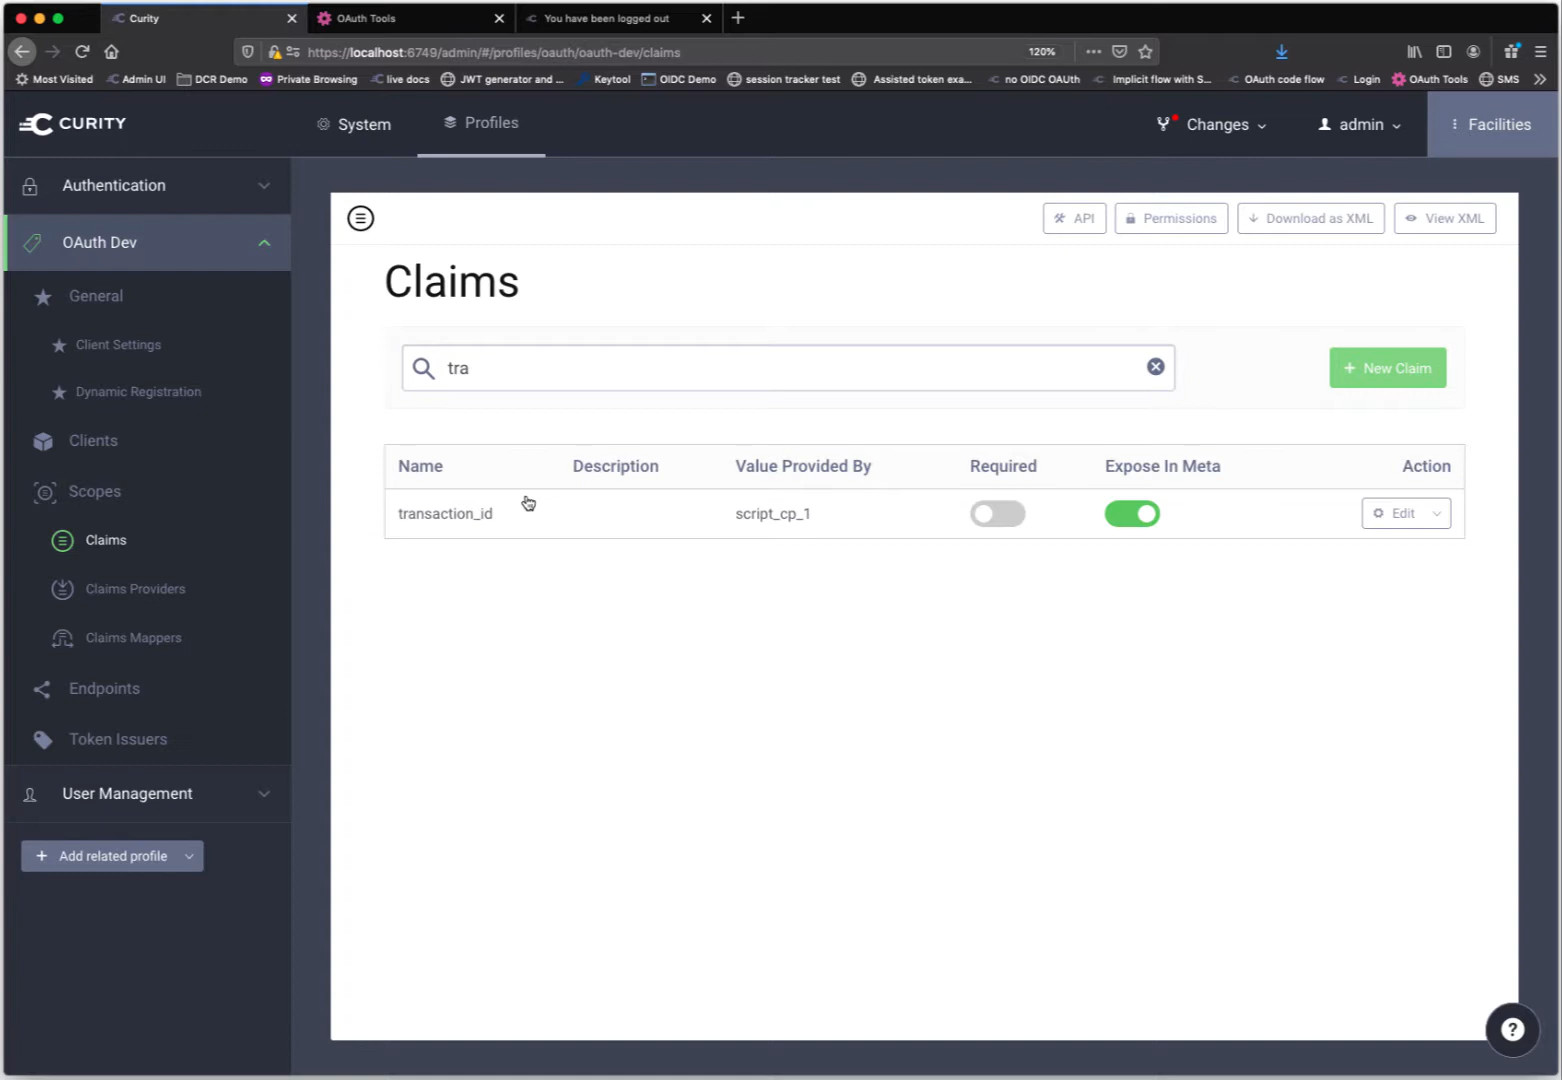 Curity
OAuth Tools
You have been logged out
https://localhost:6749/admin/#/profiles/oauth/oauth-dev/claims
120%
Most Visited
Admin UI
DCR Demo
Private Browsing
live docs
JWT generator and ...
Keytool
OIDC Demo
session tracker test
Assisted token exa...
no OIDC OAUth
Implicit flow with S...
OAuth code flow
Login
OAuth Tools
SMS
CURITY
System
Profiles
Changes
admin
Facilities
Authentication
OAuth Dev
General
Client Settings
Dynamic Registration
Clients
Scopes
Claims
Claims Providers
Claims Mappers
Endpoints
Token Issuers
User Management
+ Add related profile
API
Permissions
Download as XML
View XML
Claims
tra
+ New Claim
Name Description Value Provided By Required Expose In Meta Action
transaction_id script_cp_1 Edit
?